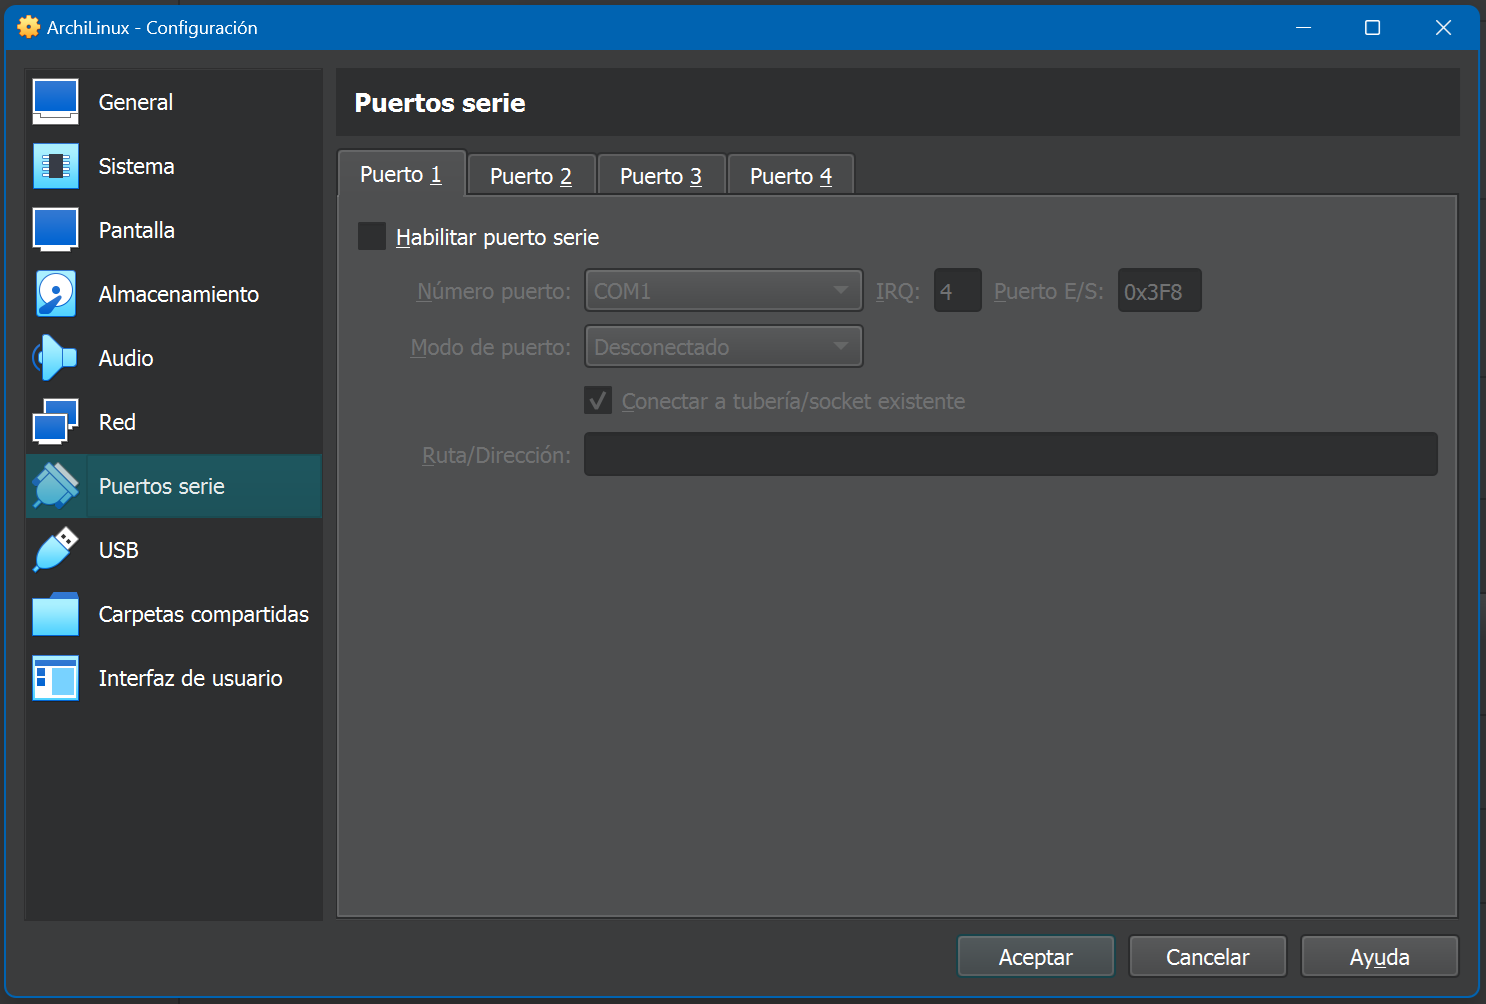 ArchiLinux - Configuración
General
Sistema
Pantalla
Almacenamiento
Audio
Red
Puertos serie
USB
Carpetas compartidas
Interfaz de usuario
Puertos serie
Puerto 1 Puerto 2 Puerto 3 Puerto 4
Habilitar puerto serie
Número puerto: COM1 IRQ: 4 Puerto E/S: 0x3F8
Modo de puerto: Desconectado
Conectar a tubería/socket existente
Ruta/Dirección:
Aceptar Cancelar Ayuda